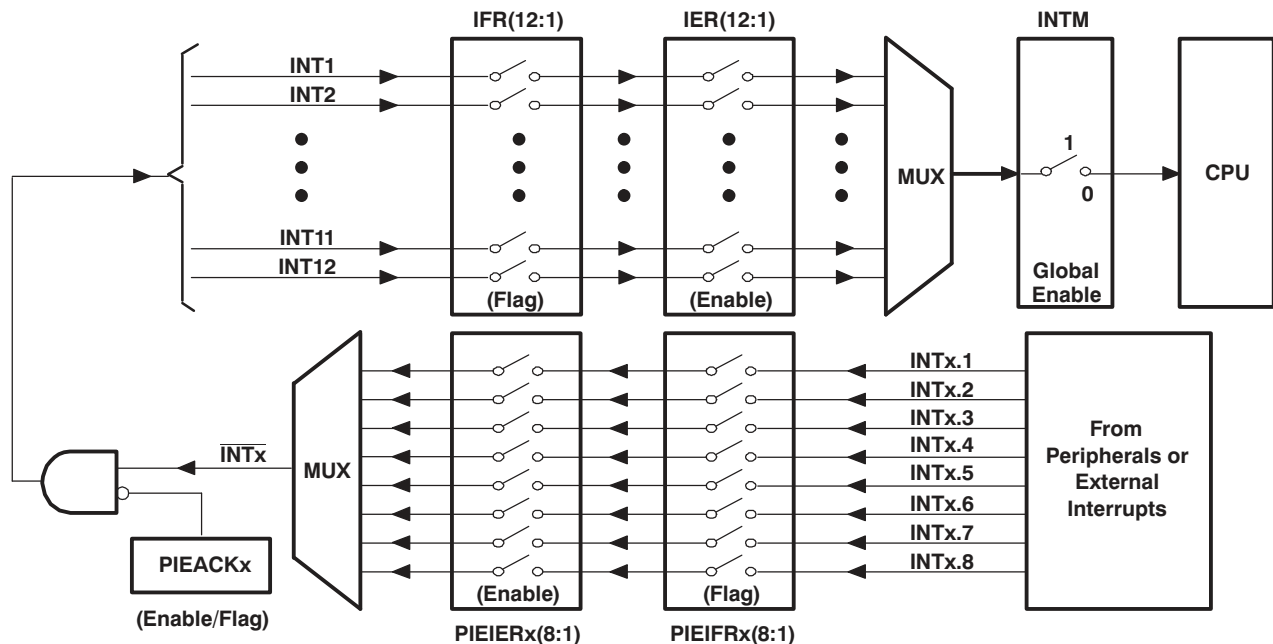 IFR(12:1)
IER(12:1)
INTM
INT1
INT2
INT11
INT12
(Flag)
(Enable)
MUX
1
0
Global
Enable
CPU
INTx.1
INTx.2
INTx.3
INTx.4
INTx.5
INTx.6
INTx.7
INTx.8
From
Peripherals or
External
Interrupts
INTx
MUX
PIEACKx
(Enable/Flag)
(Enable)
(Flag)
PIEIERx(8:1)
PIEIFRx(8:1)